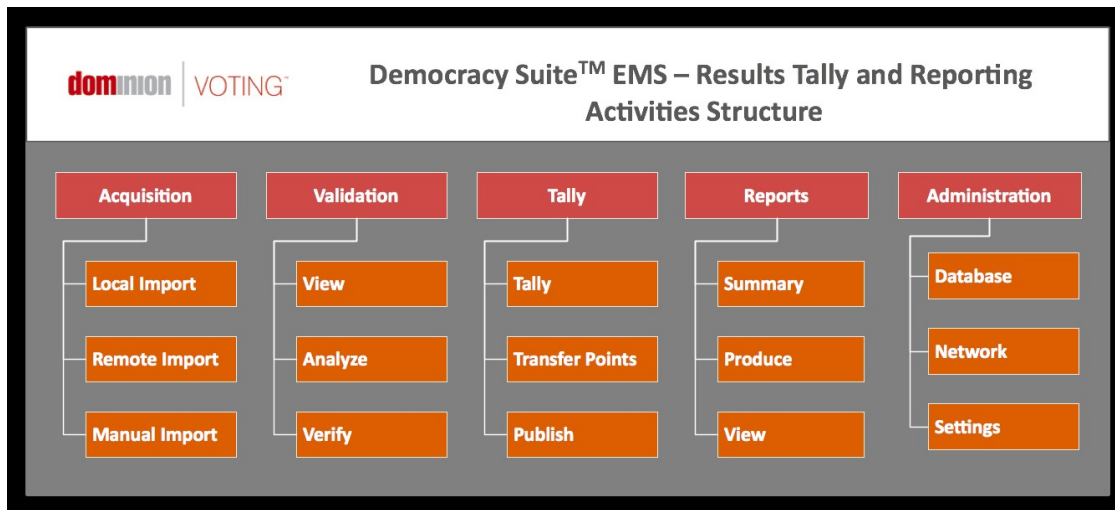 dominion VOTING™
Democracy Suite™ EMS – Results Tally and Reporting
Activities Structure
Acquisition
Local Import
Remote Import
Manual Import
Validation
View
Analyze
Verify
Tally
Tally
Transfer Points
Publish
Reports
Summary
Produce
View
Administration
Database
Network
Settings